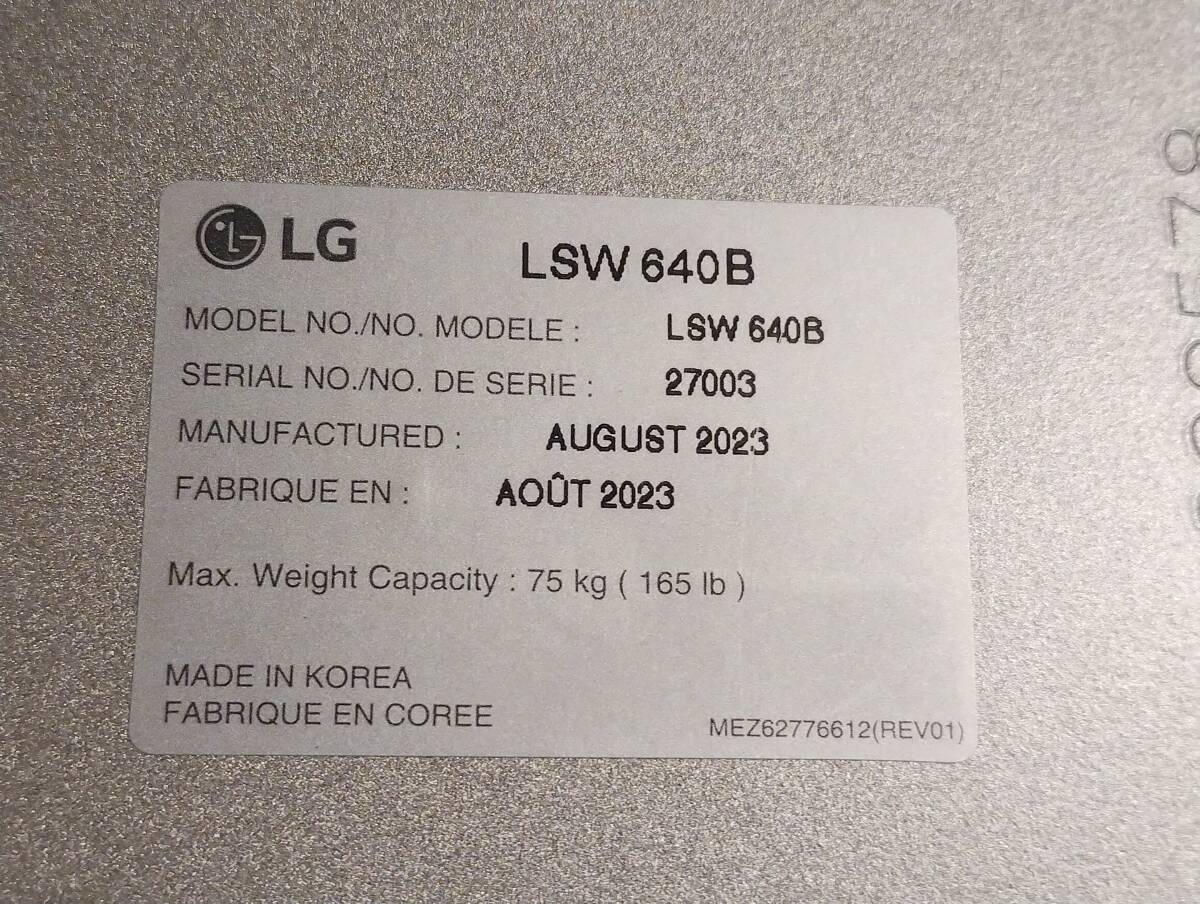 LG
LSW 640B
MODEL NO./NO. MODELE : LSW 640B
SERIAL NO./NO. DE SERIE : 27003
MANUFACTURED : AUGUST 2023
FABRIQUE EN : AOÛT 2023
Max. Weight Capacity : 75 kg ( 165 lb )
MADE IN KOREA
FABRIQUE EN COREE
MEZ62776612(REV01)